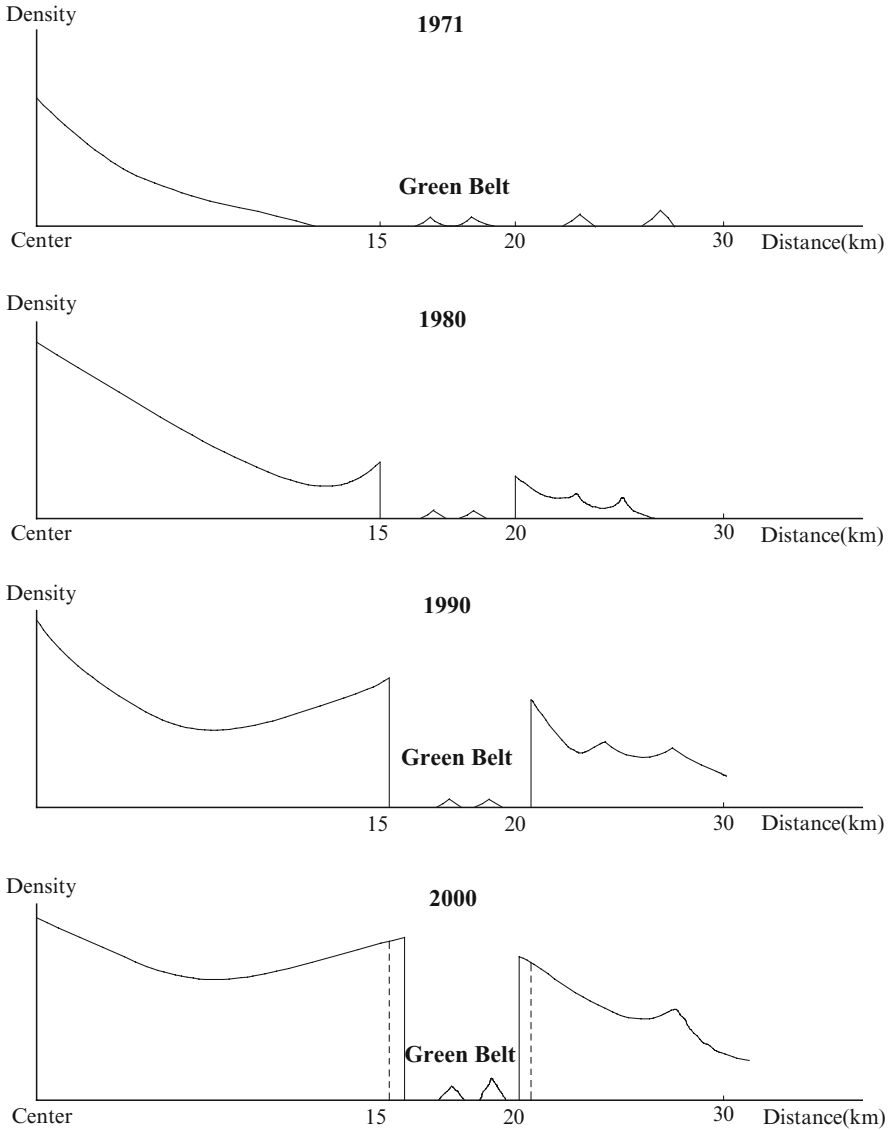 Density
1971
Green Belt
Center 15 20 30 Distance(km)
Density
1980
Center 15 20 30 Distance(km)
Density
1990
Green Belt
15 20 30 Distance(km)
Density
2000
Green Belt
Center 15 20 30 Distance(km)